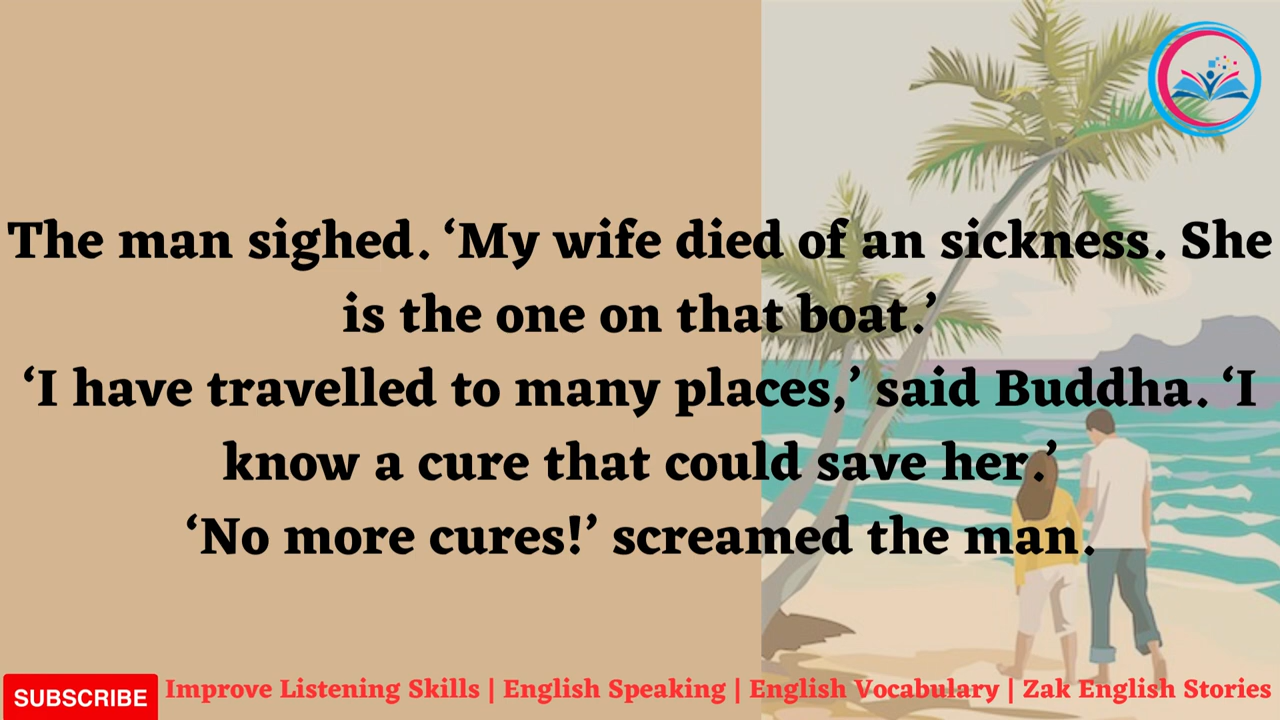 The man sighed. ‘My wife died of an sickness. She
is the one on that boat.’
‘I have travelled to many places,’ said Buddha. ‘I
know a cure that could save her.’
‘No more cures!’ screamed the man.
SUBSCRIBE
Improve Listening Skills | English Speaking | English Vocabulary | Zak English Stories